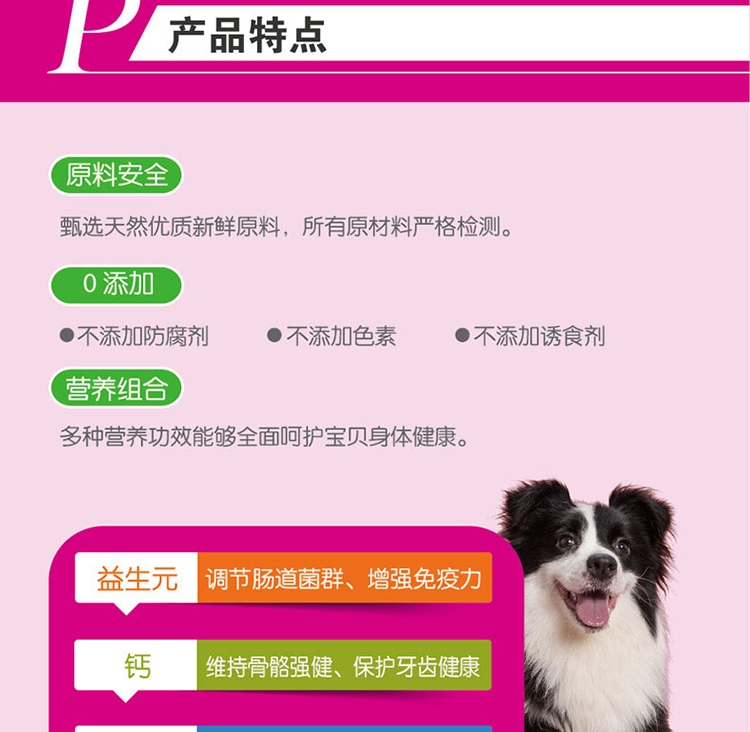 P 产品特点
原料安全
甄选天然优质新鲜原料，所有原材料严格检测。
0 添加
●不添加防腐剂 ●不添加色素 ●不添加诱食剂
营养组合
多种营养功效能够全面呵护宝贝身体健康。
益生元 调节肠道菌群、增强免疫力
钙 维持骨骼强健、保护牙齿健康